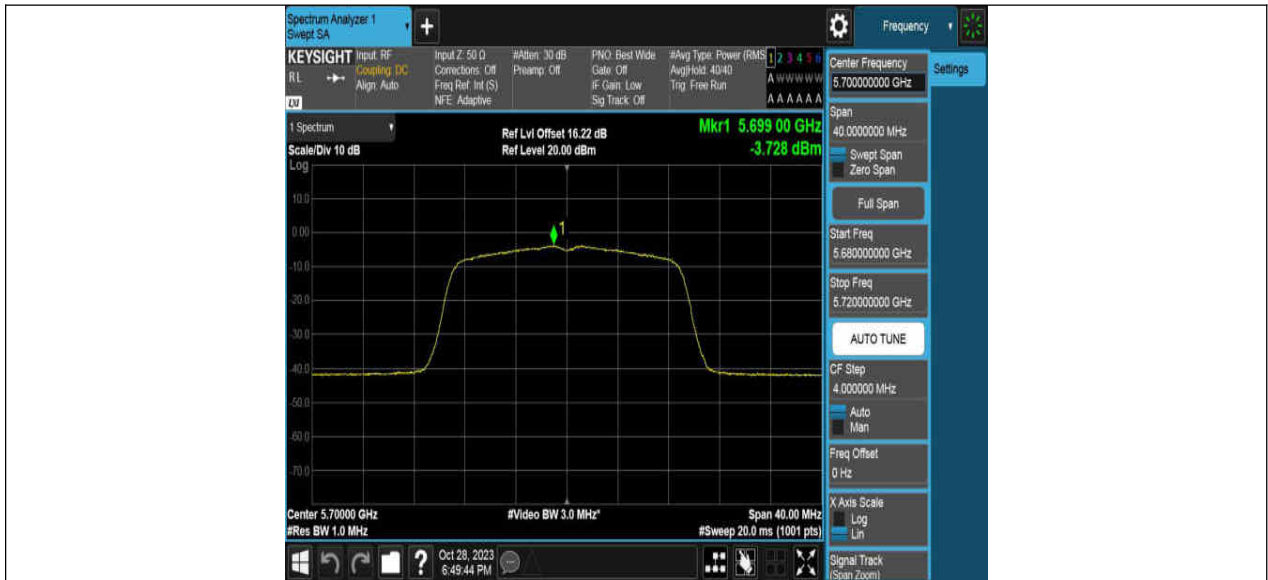 Spectrum Analyzer 1
Swept SA
+
Frequency
KEYSIGHT
RL
LXI
Input: RF
Coupling: DC
Align: Auto
Input Z: 50 Ω
Corrections: Off
Freq Ref: Int (S)
NFE: Adaptive
#Atten: 30 dB
Preamp: Off
PNO: Best Wide
Gate: Off
IF Gain: Low
Sig Track: Off
#Avg Type: Power (RMS
Avg|Hold: 40/40
Trig: Free Run
1 2 3 4 5 6
A W W W W W
A A A A A A
1 Spectrum
Scale/Div 10 dB
Ref Lvl Offset 16.22 dB
Ref Level 20.00 dBm
Mkr1 5.699 00 GHz
-3.728 dBm
Log
10.0
0.00
-10.0
-20.0
-30.0
-40.0
-50.0
-60.0
-70.0
1
Center 5.70000 GHz
#Res BW 1.0 MHz
#Video BW 3.0 MHz*
Span 40.00 MHz
#Sweep 20.0 ms (1001 pts)
Center Frequency
5.700000000 GHz
Settings
Span
40.0000000 MHz
Swept Span
Zero Span
Full Span
Start Freq
5.680000000 GHz
Stop Freq
5.720000000 GHz
AUTO TUNE
CF Step
4.000000 MHz
Auto
Man
Freq Offset
0 Hz
X Axis Scale
Log
Lin
Signal Track
(Span Zoom)
?
Oct 28, 2023
6:49:44 PM